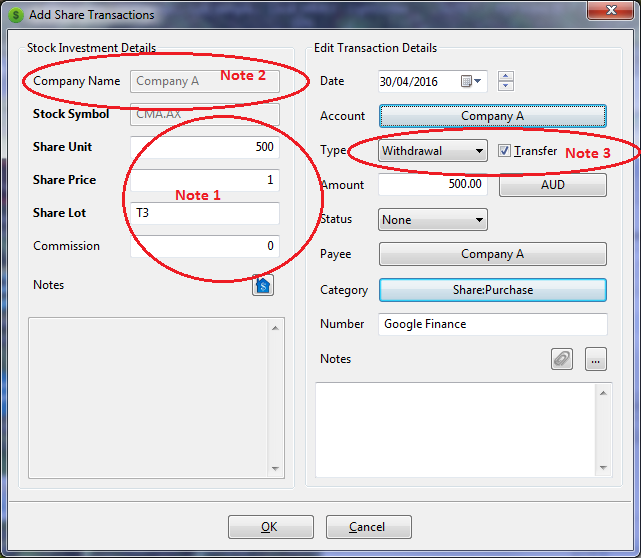 Add Share Transactions
Stock Investment Details
Company Name Company A Note 2
Stock Symbol CMA.AX
Share Unit 500
Share Price 1
Note 1
Share Lot T3
Commission 0
Notes
Edit Transaction Details
Date 30/04/2016
Account Company A
Type Withdrawal Transfer Note 3
Amount 500.00 AUD
Status None
Payee Company A
Category Share:Purchase
Number Google Finance
Notes ...
OK Cancel